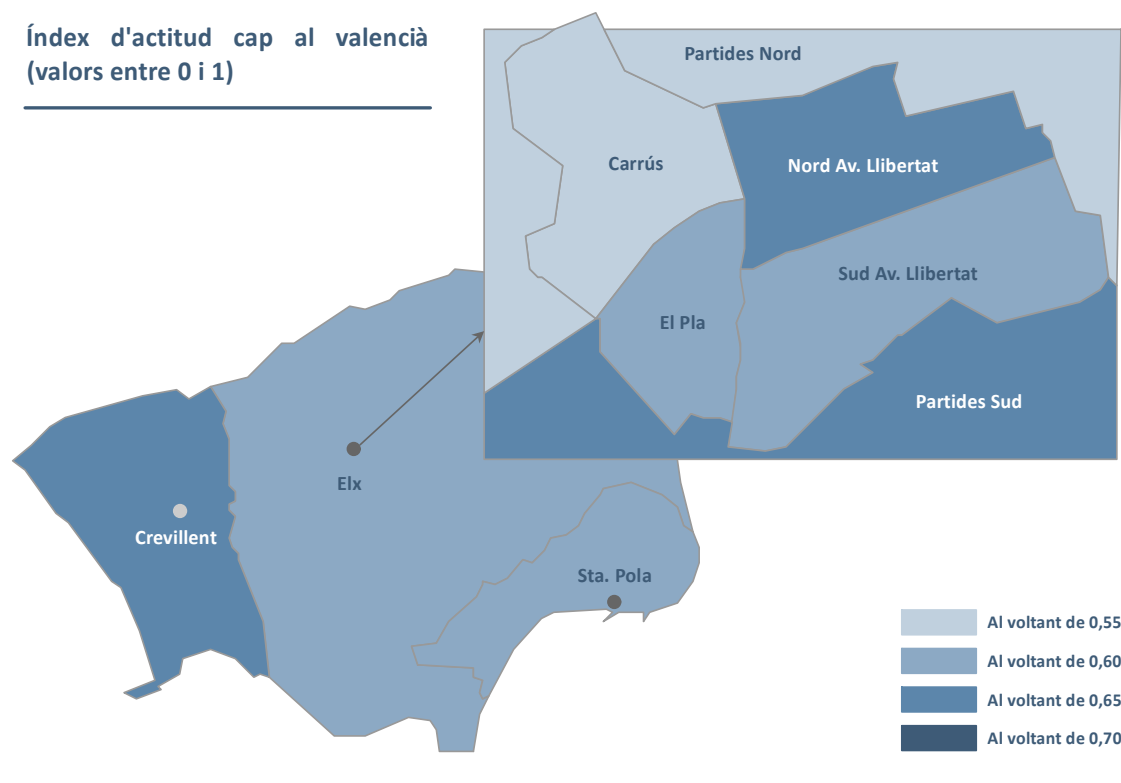 Índex d'actitud cap al valencià
(valors entre 0 i 1)
Partides Nord
Carrús
Nord Av. Llibertat
Sud Av. Llibertat
El Pla
Partides Sud
Elx
Crevillent
Sta. Pola
Al voltant de 0,55
Al voltant de 0,60
Al voltant de 0,65
Al voltant de 0,70